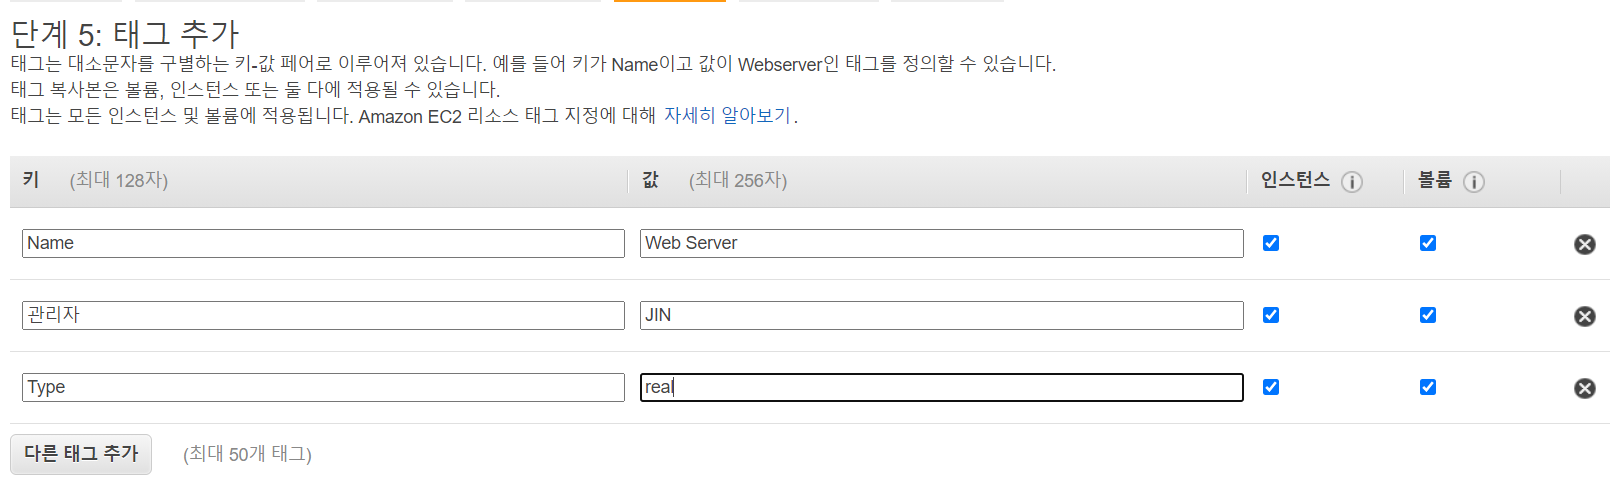 단계 5: 태그 추가
태그는 대소문자를 구별하는 키-값 페어로 이루어져 있습니다. 예를 들어 키가 Name이고 값이 Webserver인 태그를 정의할 수 있습니다.
태그 복사본은 볼륨, 인스턴스 또는 둘 다에 적용될 수 있습니다.
태그는 모든 인스턴스 및 볼륨에 적용됩니다. Amazon EC2 리소스 태그 지정에 대해 자세히 알아보기.
키 (최대 128자) 값 (최대 256자) 인스턴스 i 볼륨 i
Name Web Server
관리자 JIN
Type real
다른 태그 추가 (최대 50개 태그)